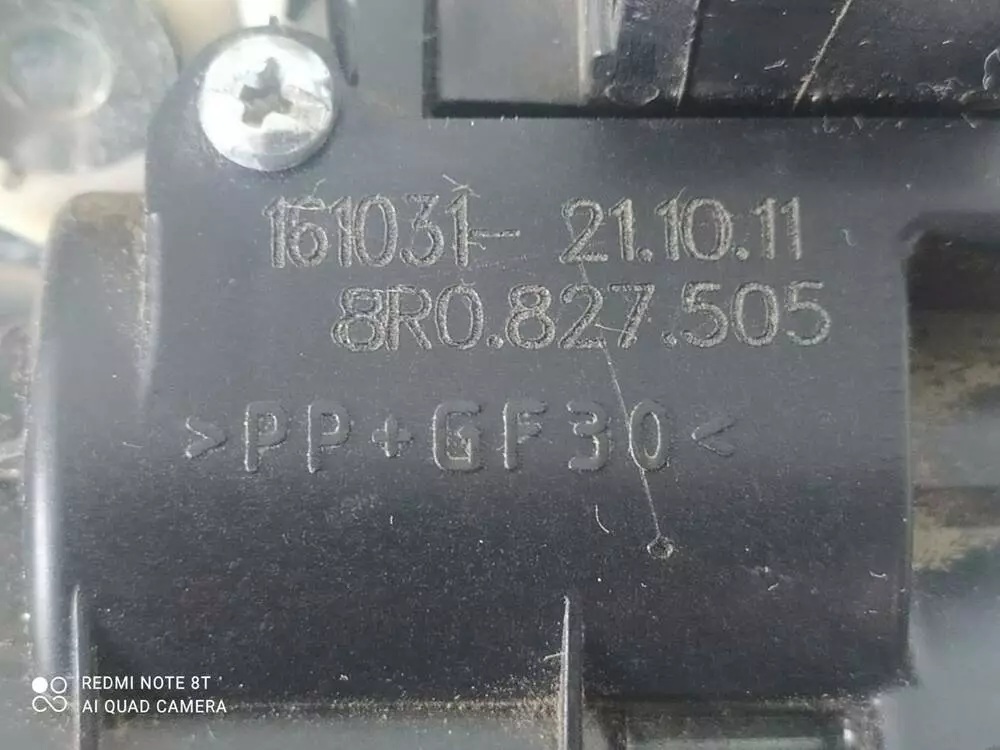 161031- 21.10.11
8R0.827.505
>PP+GF30<
REDMI NOTE 8T
AI QUAD CAMERA